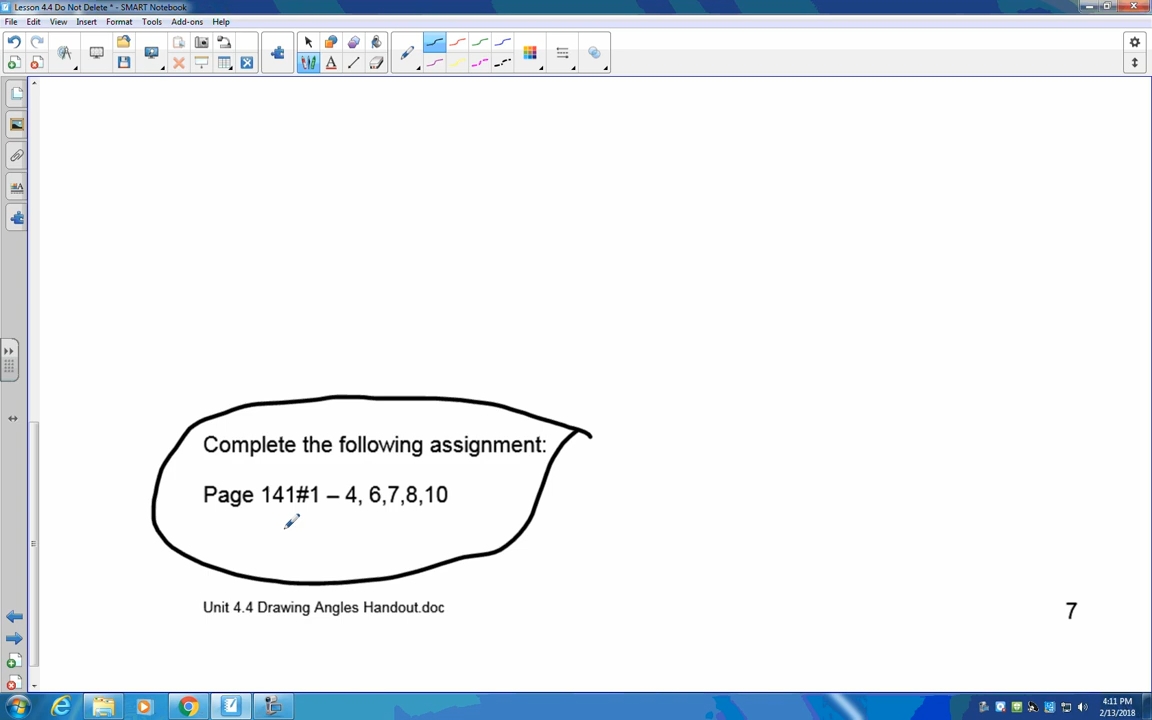 Lesson 4.4 Do Not Delete * - SMART Notebook
File Edit View Insert Format Tools Add-ons Help
Complete the following assignment:
Page 141#1 – 4, 6,7,8,10
Unit 4.4 Drawing Angles Handout.doc
7
4:11 PM
2/13/2018